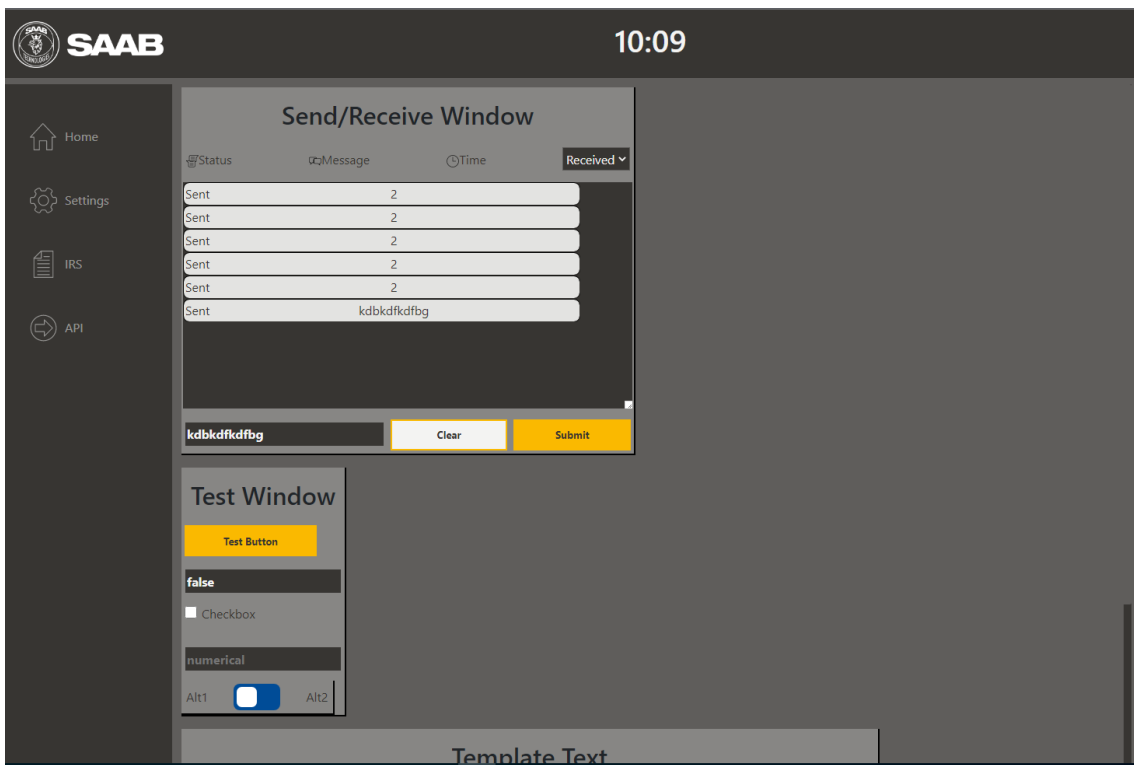 SAAB
10:09
Home
Settings
IRS
API
Send/Receive Window
Status Message Time Received
Sent 2
Sent 2
Sent 2
Sent 2
Sent 2
Sent kdbkdfkdfbg
kdbkdfkdfbg Clear Submit
Test Window
Test Button
false
Checkbox
numerical
Alt1 Alt2
Template Text